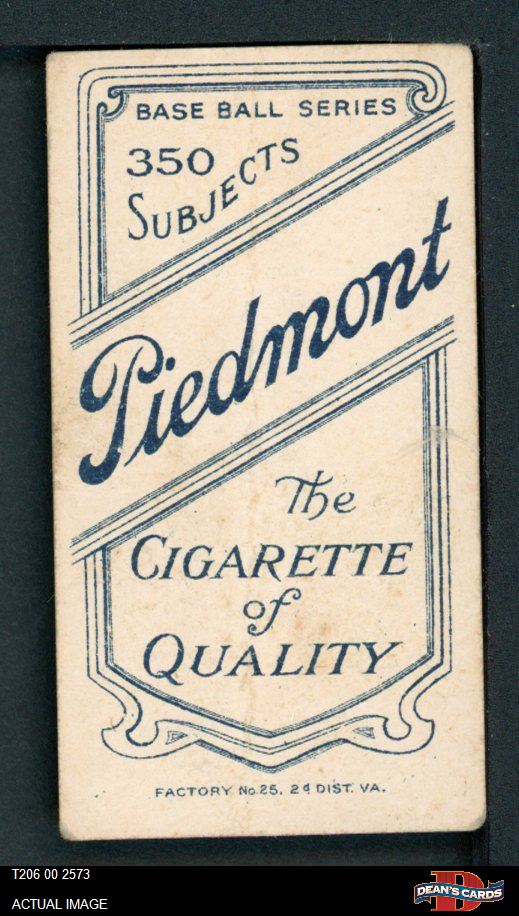 BASE BALL SERIES
350
SUBJECTS
Piedmont
The
CIGARETTE
of
QUALITY
FACTORY No. 25, 2d DIST. VA.
T206 00 2573
ACTUAL IMAGE
D
DEAN'S CARDS